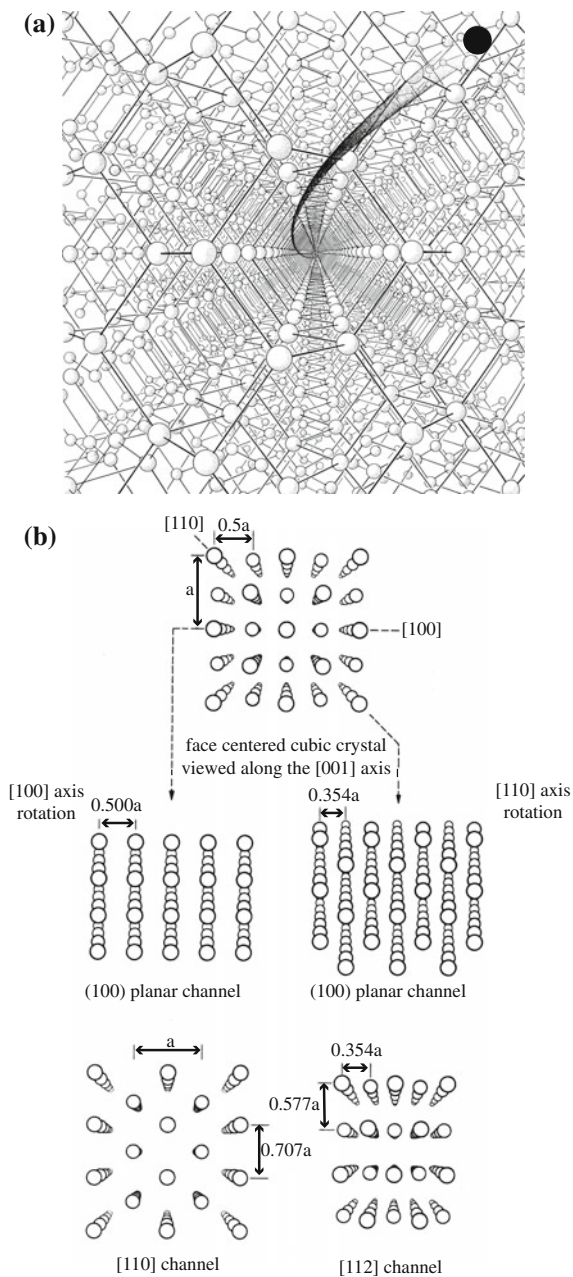 (a)
(b)
[110]
0.5a
a
[100]
face centered cubic crystal
viewed along the [001] axis
[100] axis
rotation
0.500a
0.354a
[110] axis
rotation
(100) planar channel
(100) planar channel
a
0.707a
0.354a
0.577a
[110] channel
[112] channel